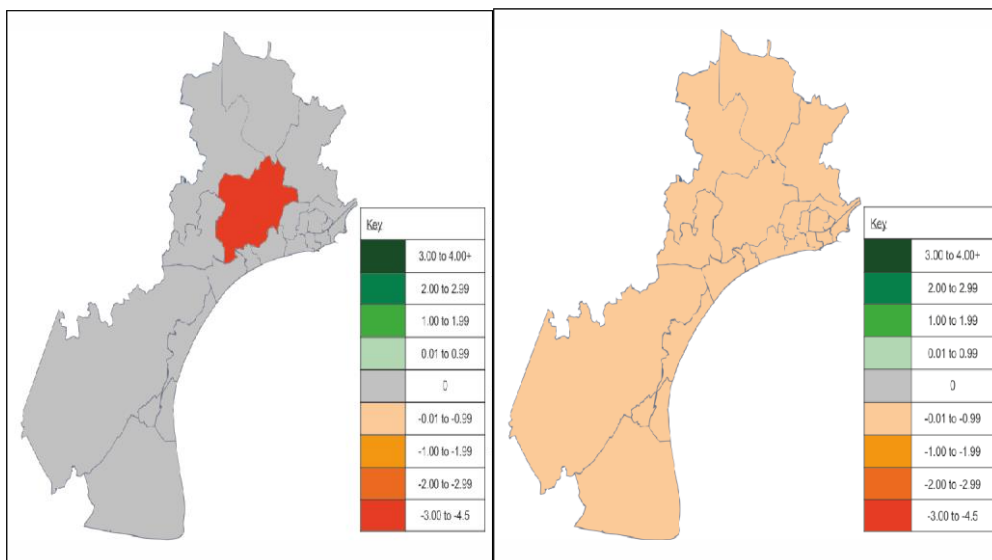 Key
3.00 to 4.00+
2.00 to 2.99
1.00 to 1.99
0.01 to 0.99
0
-0.01 to -0.99
-1.00 to -1.99
-2.00 to -2.99
-3.00 to -4.5
Key
3.00 to 4.00+
2.00 to 2.99
1.00 to 1.99
0.01 to 0.99
0
-0.01 to -0.99
-1.00 to -1.99
-2.00 to -2.99
-3.00 to -4.5